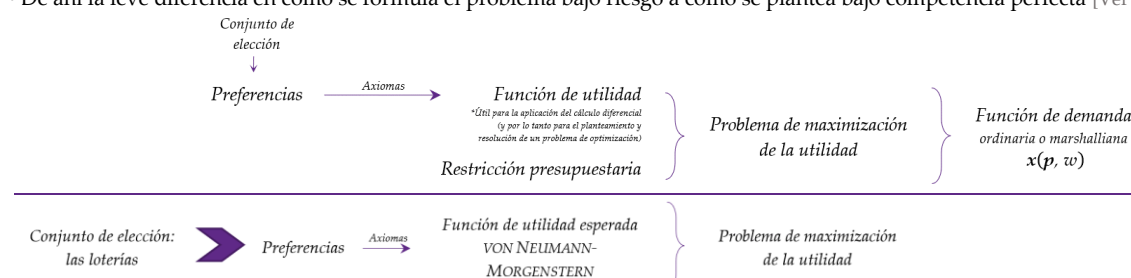 De ahí la leve diferencia en cómo se formula el problema bajo riesgo a cómo se plantea bajo competencia perfecta [ver
Conjunto de
elección
Preferencias
Axiomas
Función de utilidad
*Útil para la aplicación del cálculo diferencial
(y por lo tanto para el planteamiento y
resolución de un problema de optimización)
Restricción presupuestaria
Problema de maximización
de la utilidad
Función de demanda
ordinaria o marshalliana
x(p, w)
Conjunto de elección:
las loterías
Preferencias
Axiomas
Función de utilidad esperada
VON NEUMANN-
MORGENSTERN
Problema de maximización
de la utilidad